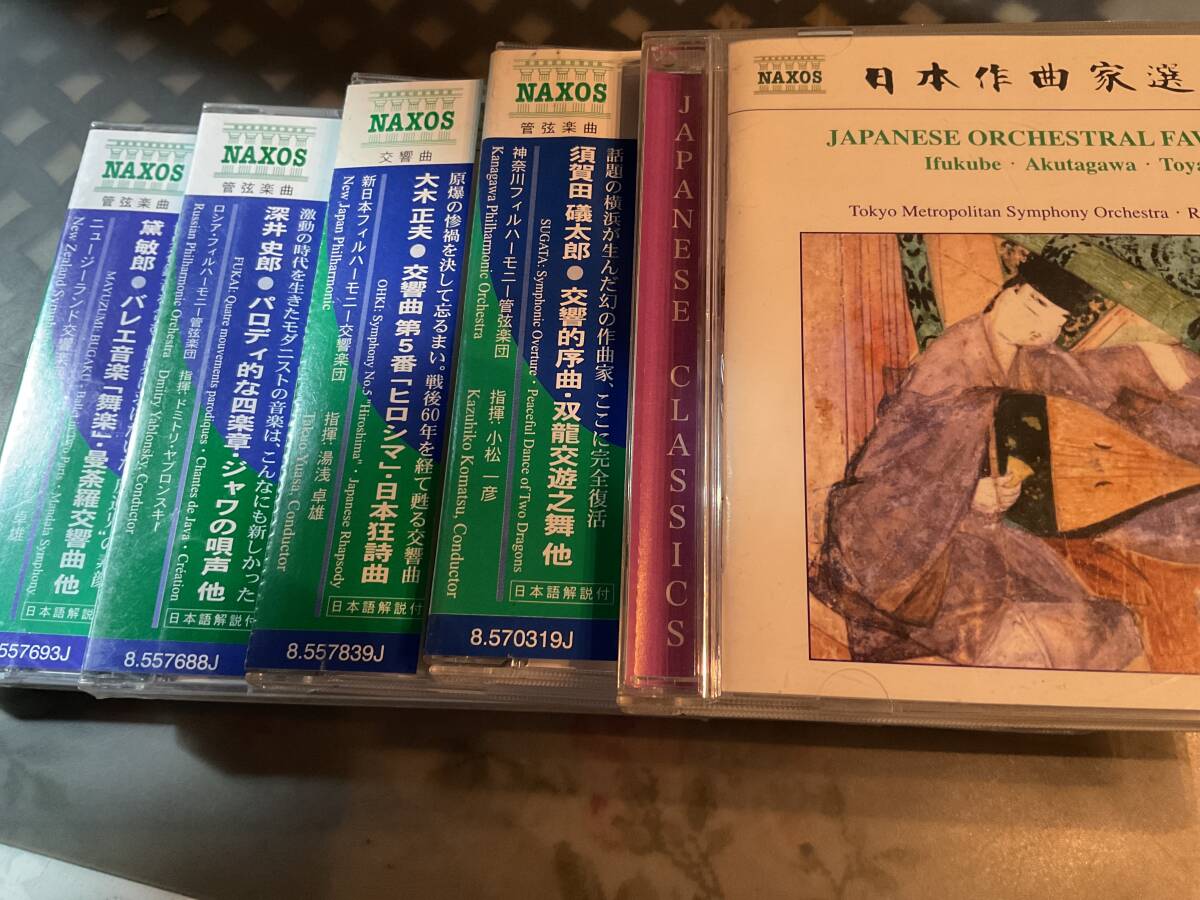 NAXOS
管弦楽曲
黛 敏郎 ● バレエ音楽「舞楽」・曼荼羅交響曲 他
MAYUZUMI: BUGAKU
Mandala Symphony
ニュージーランド交響楽
New Zealand Symph
卓雄
557693J
NAXOS
管弦楽曲
激動の時代を生きたモダニストの音楽は、こんなにも新しかった
深井 史郎 ● パロディ的な四楽章・ジャワの唄声 他
FUKAI: Quatre mouvements parodiques・Chantes de Java・Création
ロシア・フィルハーモニー管弦楽団 指揮: ドミトリ・ヤブロンスキー
Russian Philharmonic Orchestra Dmitry Yablonsky, Conductor
日本語解説付
8.557688J
NAXOS
交響曲
原爆の惨禍を決して忘るまい。戦後60年を経て甦る交響曲
大木 正夫 ● 交響曲 第5番「ヒロシマ」・日本狂詩曲
OHKI: Symphony No.5 "Hiroshima"・Japanese Rhapsody
新日本フィルハーモニー交響楽団 指揮: 湯浅 卓雄
New Japan Philharmonic Takuo Yuasa, Conductor
日本語解説付
8.557839J
NAXOS
管弦楽曲
話題の横浜が生んだ幻の作曲家、ここに完全復活
須賀田 礒太郎 ● 交響的序曲・双龍交遊之舞 他
SUGATA: Symphonic Overture・Peaceful Dance of Two Dragons
神奈川フィルハーモニー管弦楽団 指揮: 小松 一彦
Kanagawa Philharmonic Orchestra Kazuhiko Komatsu, Conductor
日本語解説付
8.570319J
JAPANESE CLASSICS
NAXOS
日本作曲家選
JAPANESE ORCHESTRAL FA
Ifukube · Akutagawa · Toya
Tokyo Metropolitan Symphony Orchestra · R